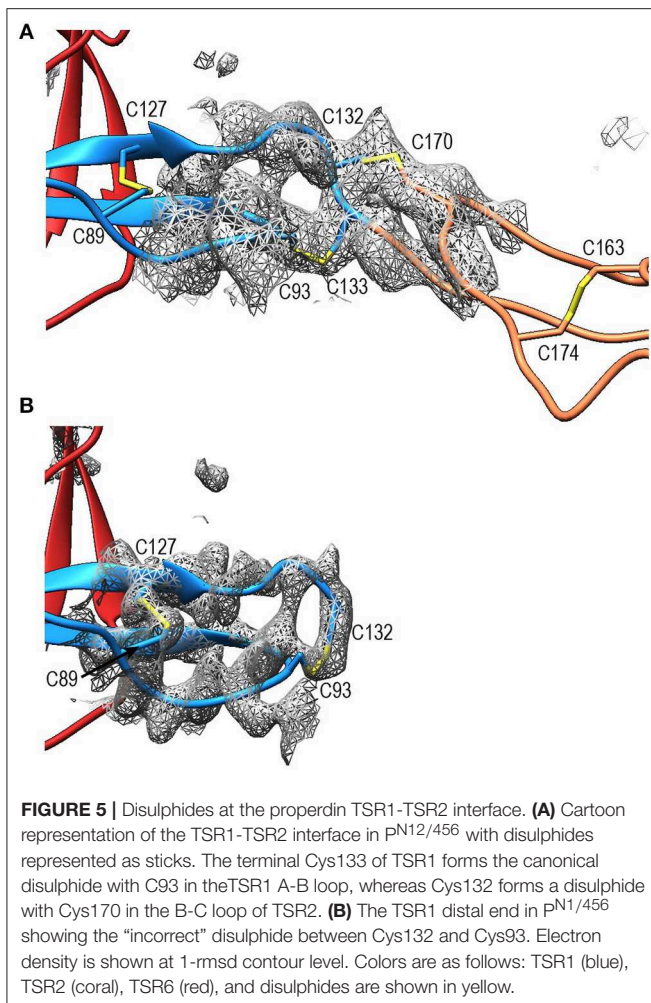 A
C127
C132
C170
C163
C89
C93
C133
C174
B
C127
C132
C89
C93
FIGURE 5 | Disulphides at the properdin TSR1-TSR2 interface. (A) Cartoon
representation of the TSR1-TSR2 interface in P^N12/456 with disulphides
represented as sticks. The terminal Cys133 of TSR1 forms the canonical
disulphide with C93 in theTSR1 A-B loop, whereas Cys132 forms a disulphide
with Cys170 in the B-C loop of TSR2. (B) The TSR1 distal end in P^N1/456
showing the “incorrect” disulphide between Cys132 and Cys93. Electron
density is shown at 1-rmsd contour level. Colors are as follows: TSR1 (blue),
TSR2 (coral), TSR6 (red), and disulphides are shown in yellow.